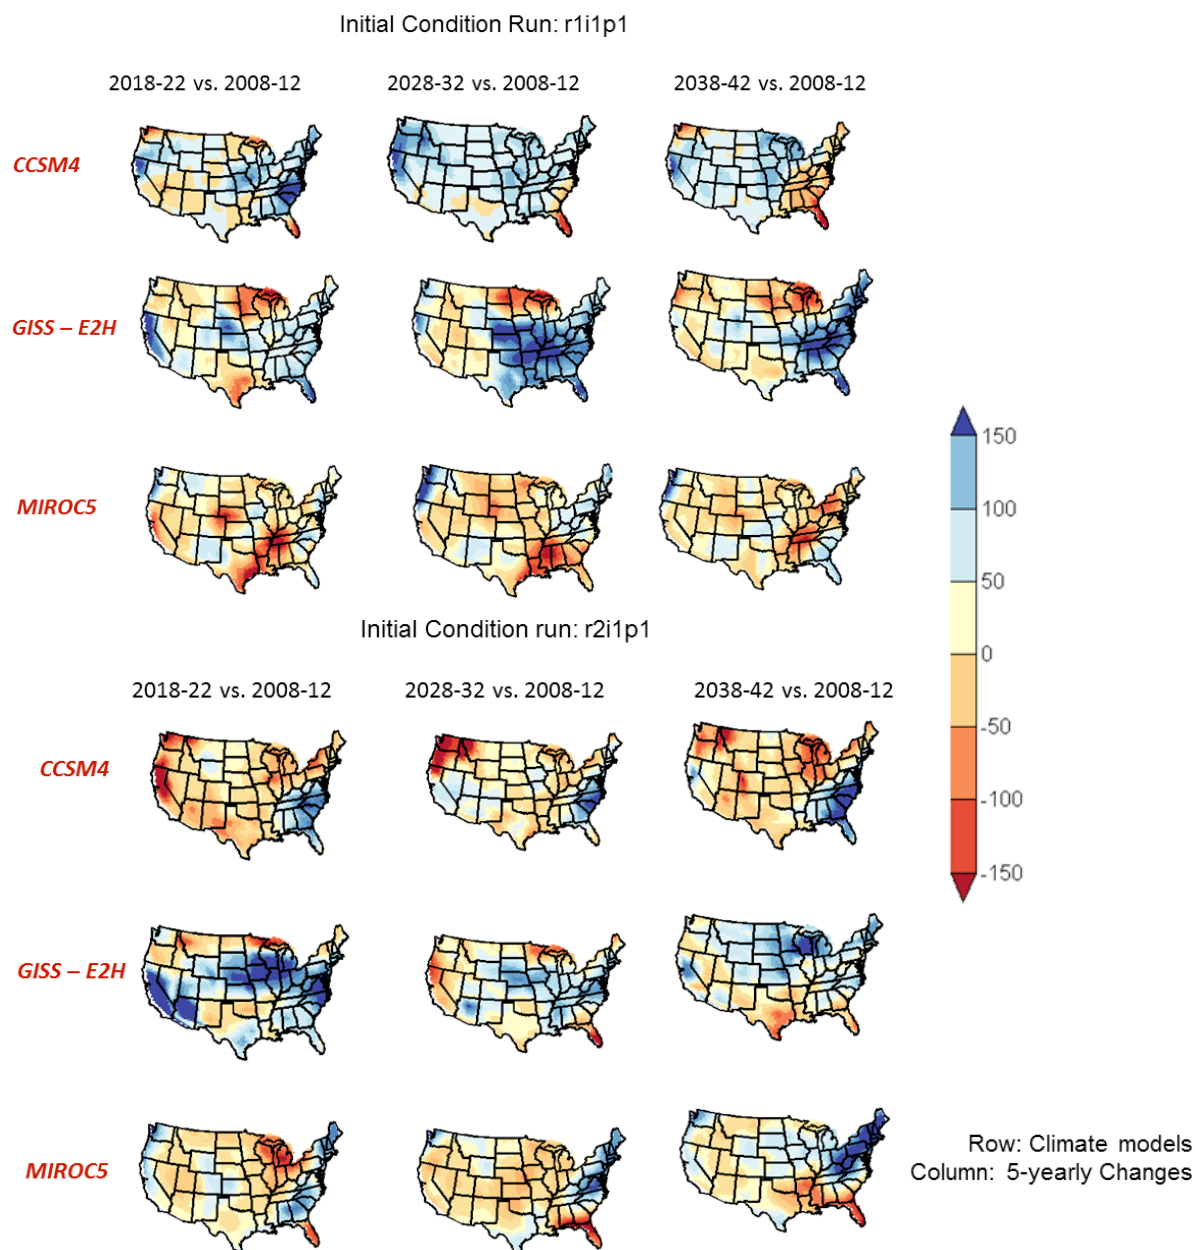 Initial Condition Run: r1i1p1
2018-22 vs. 2008-12
2028-32 vs. 2008-12
2038-42 vs. 2008-12
CCSM4
GISS – E2H
MIROC5
150
100
50
0
-50
-100
-150
Initial Condition run: r2i1p1
2018-22 vs. 2008-12
2028-32 vs. 2008-12
2038-42 vs. 2008-12
CCSM4
GISS – E2H
MIROC5
Row: Climate models
Column: 5-yearly Changes